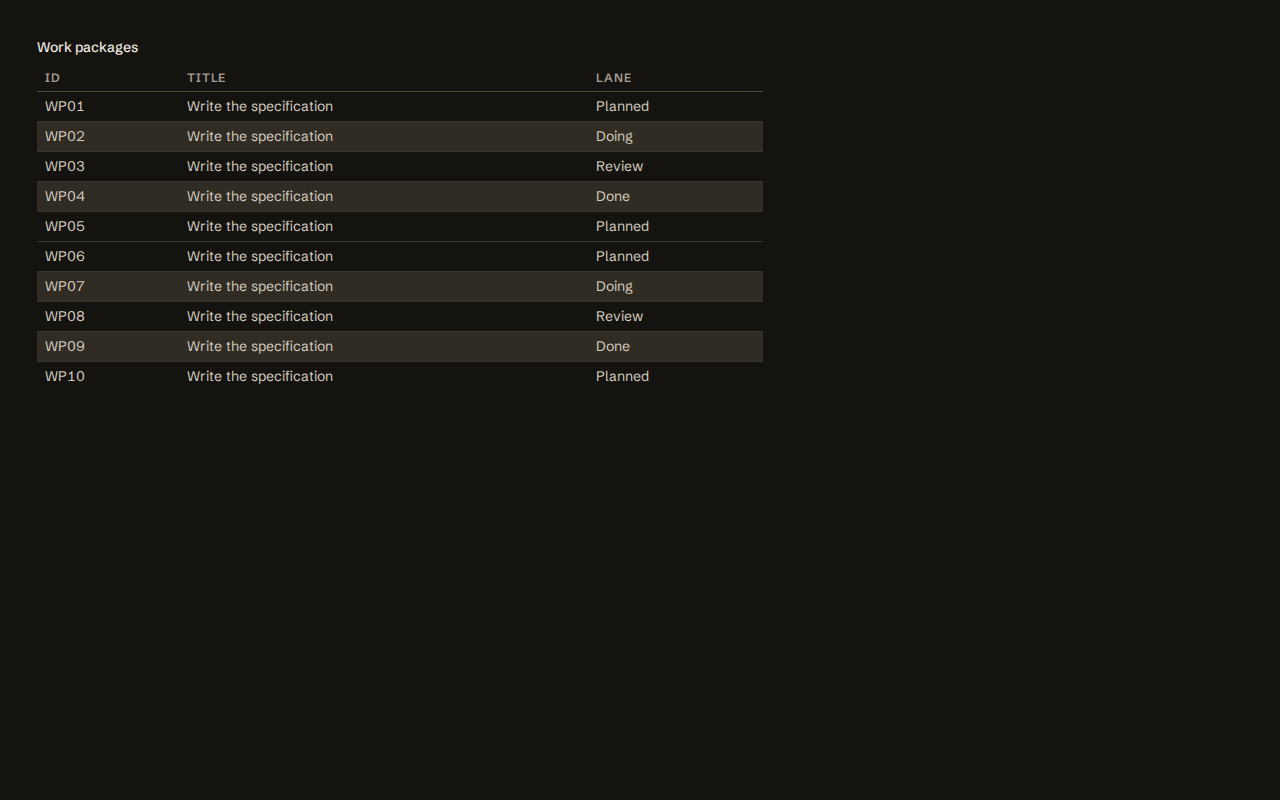 Work packages
ID TITLE LANE
WP01 Write the specification Planned
WP02 Write the specification Doing
WP03 Write the specification Review
WP04 Write the specification Done
WP05 Write the specification Planned
WP06 Write the specification Planned
WP07 Write the specification Doing
WP08 Write the specification Review
WP09 Write the specification Done
WP10 Write the specification Planned